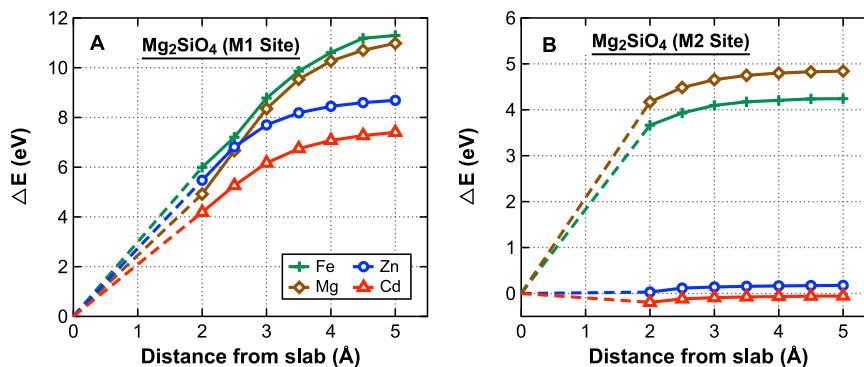 A
Mg₂SiO₄ (M1 Site)
△E (eV)
12
10
8
6
4
2
0
Fe
Zn
Mg
Cd
0
1
2
3
4
5
Distance from slab (Å)
B
Mg₂SiO₄ (M2 Site)
△E (eV)
6
5
4
3
2
1
0
0
1
2
3
4
5
Distance from slab (Å)